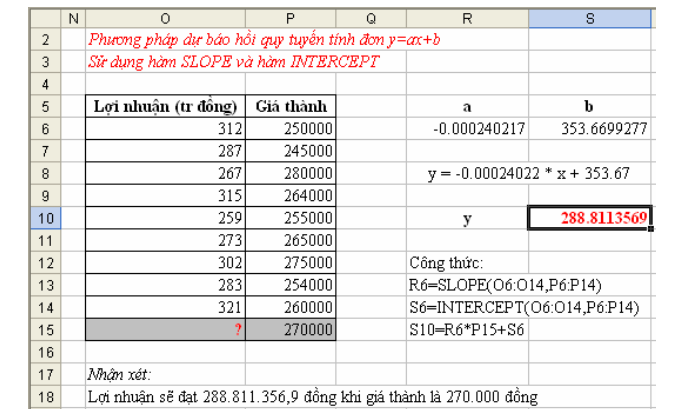 N O P Q R S
2 Phương pháp dự báo hồi quy tuyến tính đơn y=ax+b
3 Sử dụng hàm SLOPE và hàm INTERCEPT
4
5 Lợi nhuận (tr đồng) Giá thành a b
6 312 250000 -0.000240217 353.6699277
7 287 245000
8 267 280000 y = -0.00024022 * x + 353.67
9 315 264000
10 259 255000 y 288.8113569
11 273 265000
12 302 275000 Công thức:
13 283 254000 R6=SLOPE(O6:O14,P6:P14)
14 321 260000 S6=INTERCEPT(O6:O14,P6:P14)
15 ? 270000 S10=R6*P15+S6
16
17 Nhận xét:
18 Lợi nhuận sẽ đạt 288.811.356,9 đồng khi giá thành là 270.000 đồng